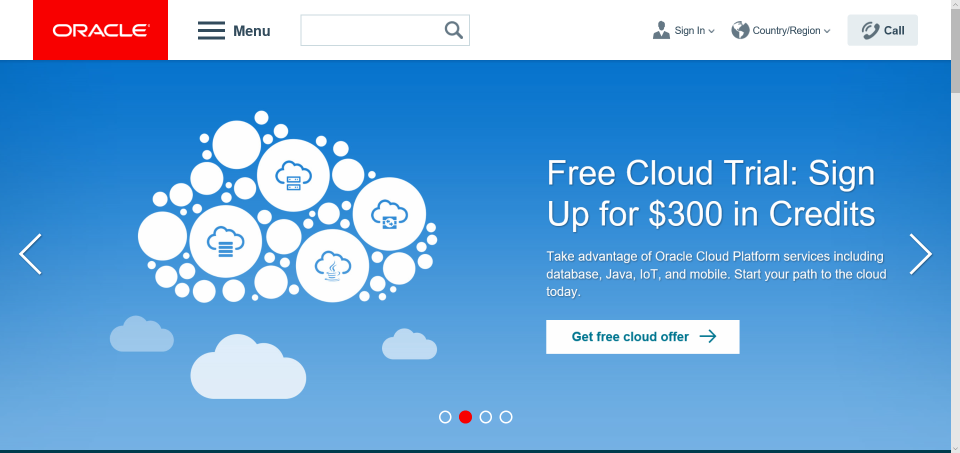 ORACLE
Menu
Sign In
Country/Region
Call
Free Cloud Trial: Sign
Up for $300 in Credits
Take advantage of Oracle Cloud Platform services including
database, Java, IoT, and mobile. Start your path to the cloud
today.
Get free cloud offer